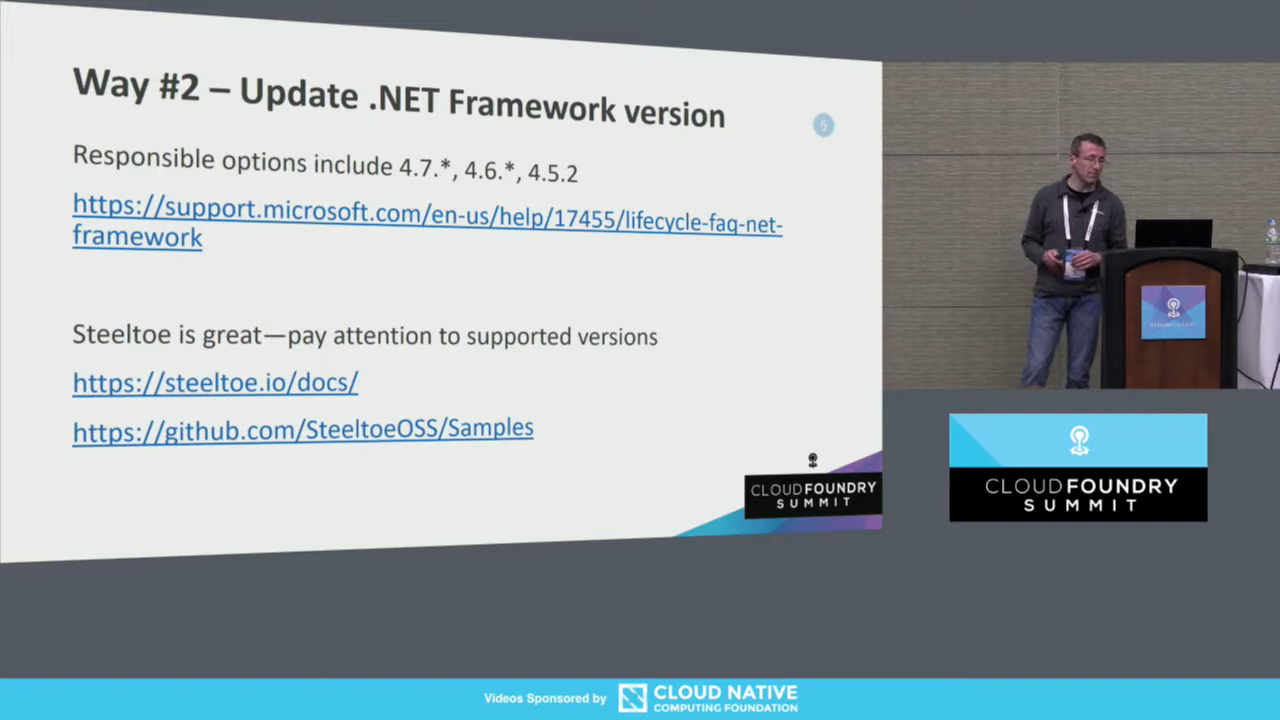 Way #2 – Update .NET Framework version
5
Responsible options include 4.7.*, 4.6.*, 4.5.2
https://support.microsoft.com/en-us/help/17455/lifecycle-faq-net-
framework
Steeltoe is great—pay attention to supported versions
https://steeltoe.io/docs/
https://github.com/SteeltoeOSS/Samples
CLOUDFOUNDRY
SUMMIT
CLOUDFOUNDRY
SUMMIT
Videos Sponsored by
CLOUD NATIVE
COMPUTING FOUNDATION